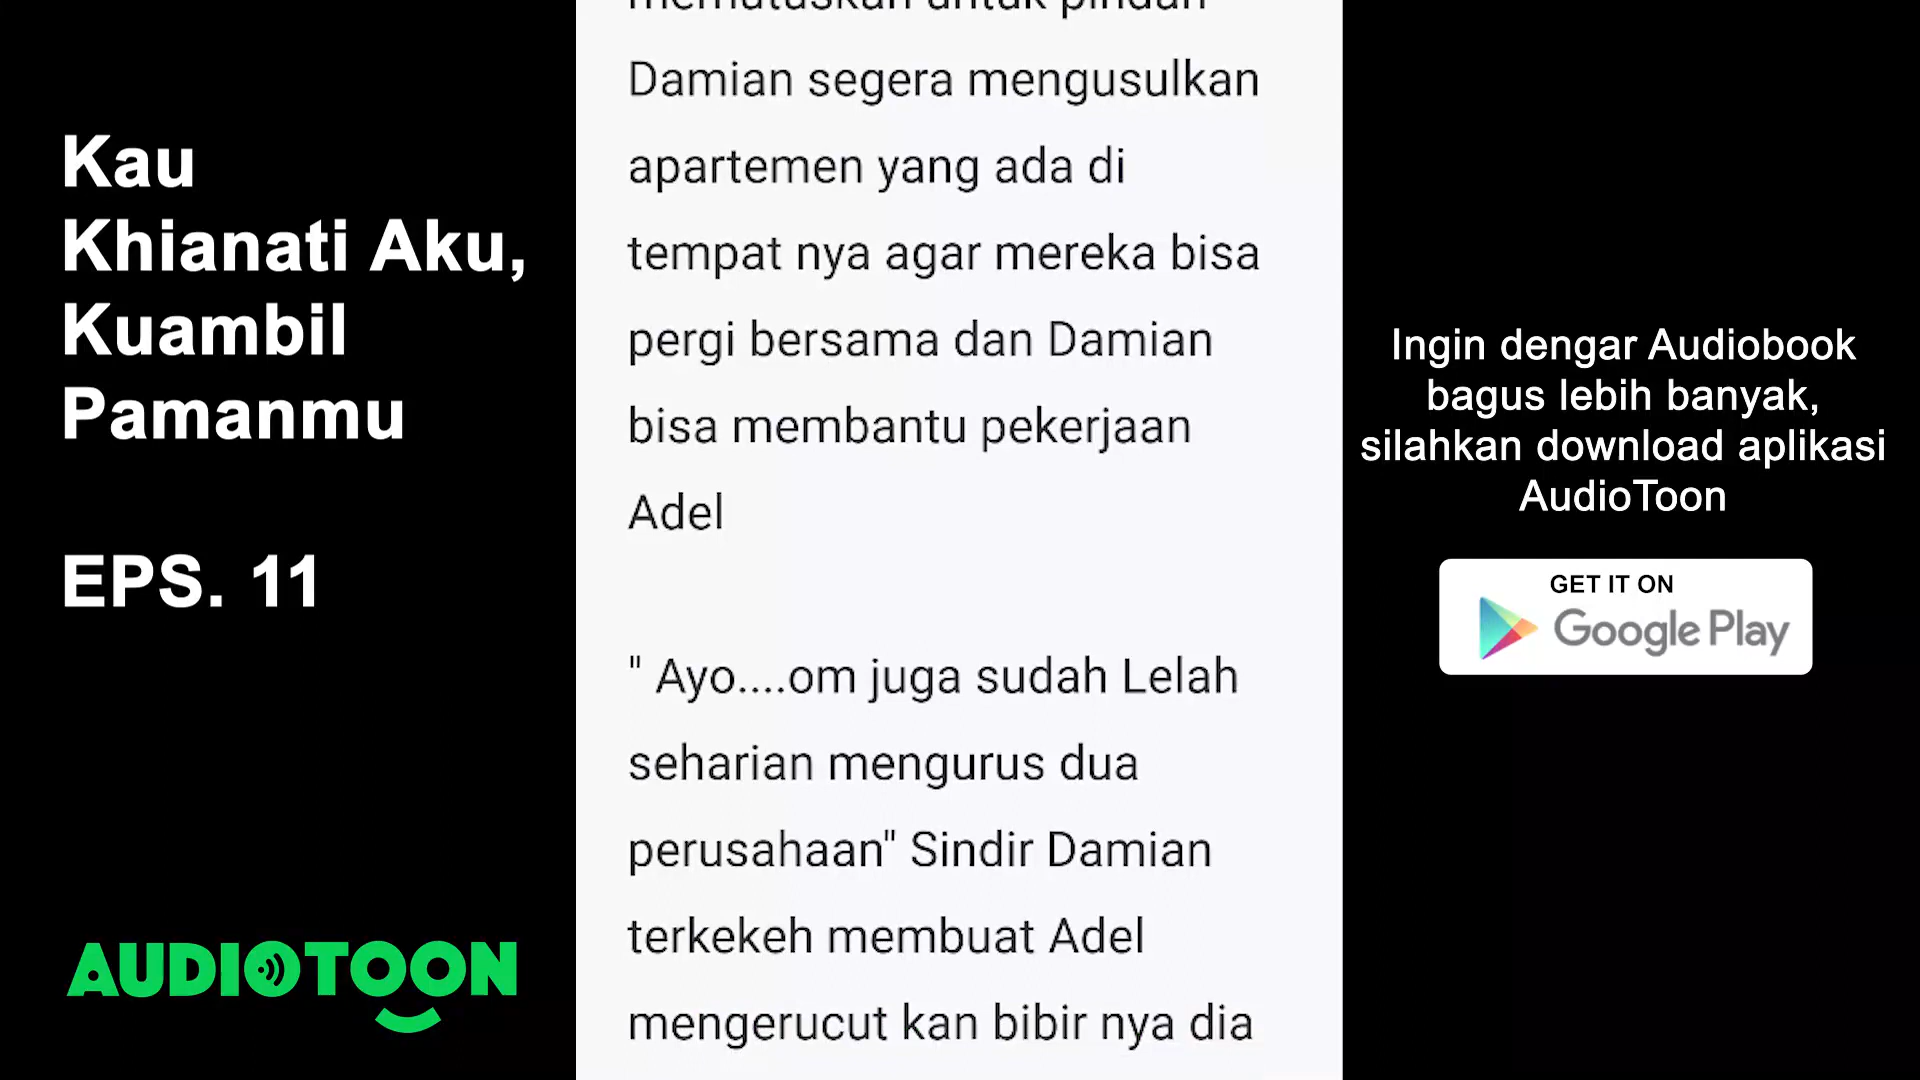 Kau
Khianati Aku,
Kuambil
Pamanmu
EPS. 11
AUDIOTOON
memutuskan untuk pindah
Damian segera mengusulkan
apartemen yang ada di
tempat nya agar mereka bisa
pergi bersama dan Damian
bisa membantu pekerjaan
Adel
" Ayo....om juga sudah Lelah
seharian mengurus dua
perusahaan" Sindir Damian
terkekeh membuat Adel
mengerucut kan bibir nya dia
Ingin dengar Audiobook
bagus lebih banyak,
silahkan download aplikasi
AudioToon
GET IT ON
Google Play